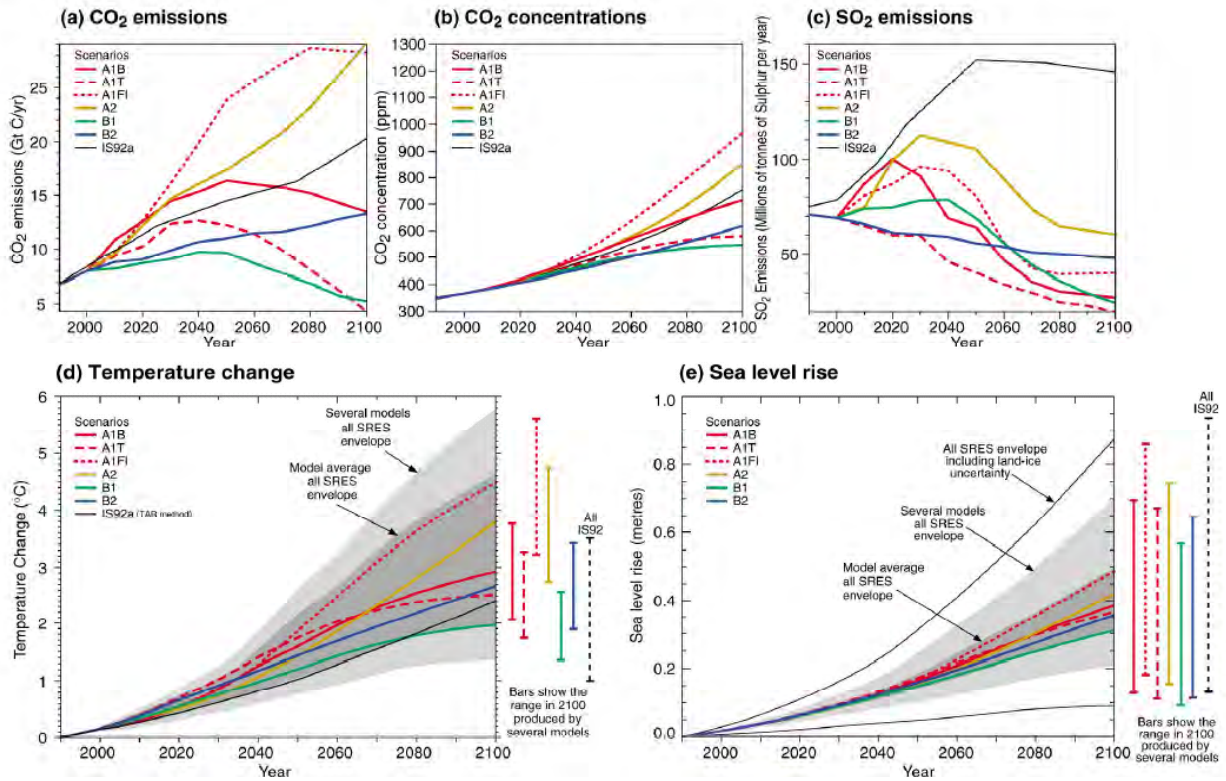 (a) CO2 emissions
CO2 emissions (Gt C/yr)
25
20
15
10
5
Scenarios
A1B
A1T
A1FI
A2
B1
B2
IS92a
2000 2020 2040 2060 2080 2100
Year
(b) CO2 concentrations
CO2 concentration (ppm)
1300
1200
1100
1000
900
800
700
600
500
400
300
Scenarios
A1B
A1T
A1FI
A2
B1
B2
IS92a
2000 2020 2040 2060 2080 2100
Year
(c) SO2 emissions
SO2 Emissions (Millions of tonnes of Sulphur per year)
150
100
50
Scenarios
A1B
A1T
A1FI
A2
B1
B2
IS92a
2000 2020 2040 2060 2080 2100
Year
(d) Temperature change
Temperature Change (°C)
6
5
4
3
2
1
0
Scenarios
A1B
A1T
A1FI
A2
B1
B2
IS92a (TAR method)
Several models
all SRES
envelope
Model average
all SRES
envelope
All
IS92
Bars show the
range in 2100
produced by
several models
2000 2020 2040 2060 2080 2100
Year
(e) Sea level rise
Sea level rise (metres)
1.0
0.8
0.6
0.4
0.2
0.0
Scenarios
A1B
A1T
A1FI
A2
B1
B2
All SRES envelope
including land-ice
uncertainty
Several models
all SRES
envelope
Model average
all SRES
envelope
All
IS92
Bars show the
range in 2100
produced by
several models
2000 2020 2040 2060 2080 2100
Year